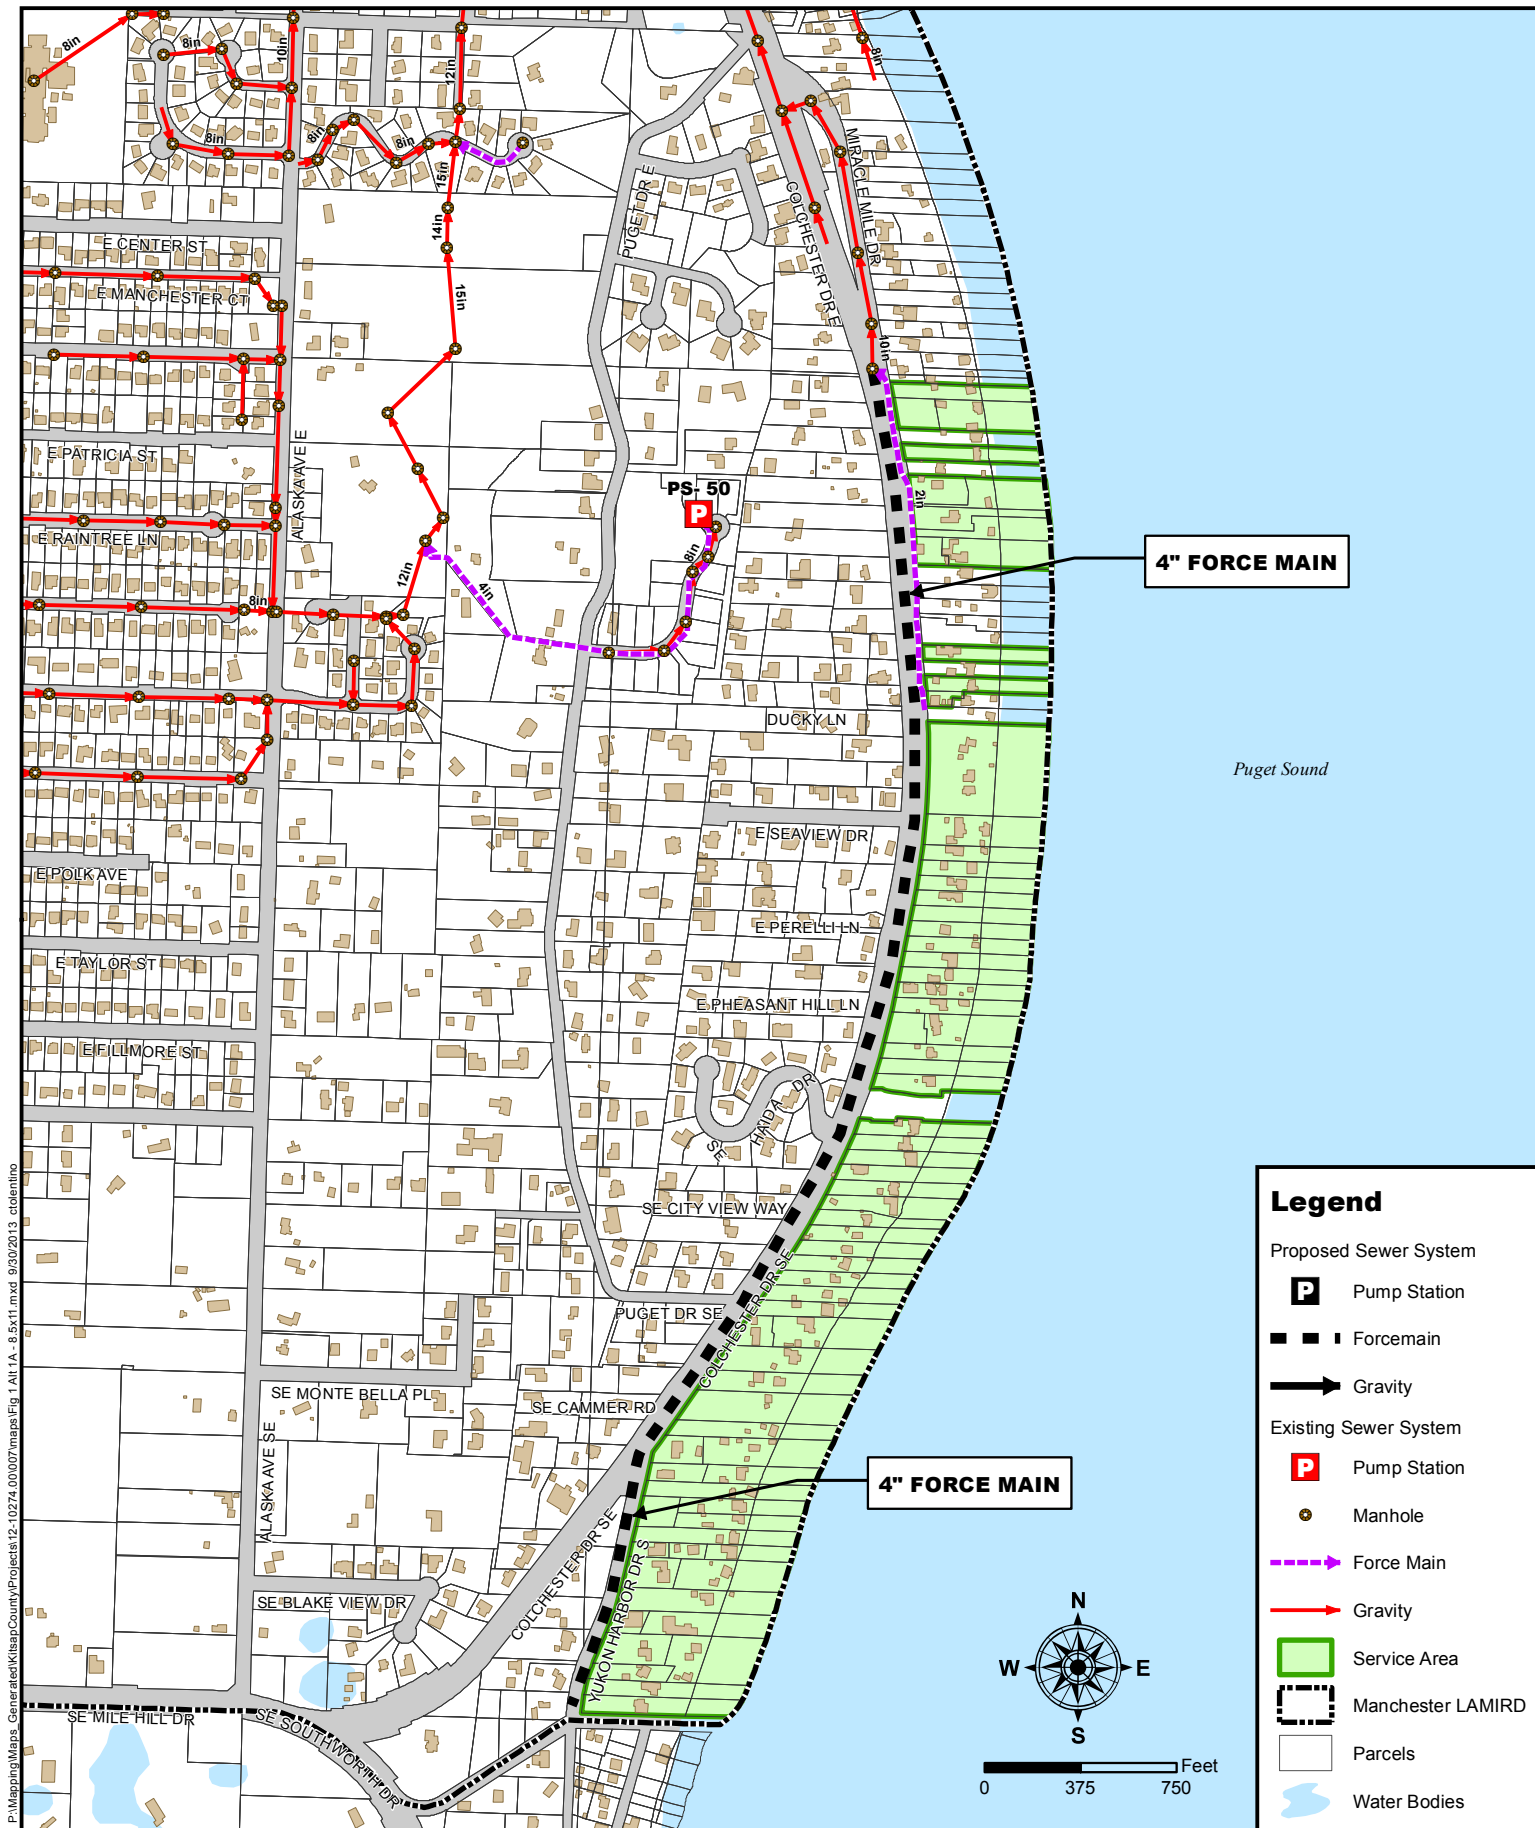 8in
8in
10in
12in
8in
8in
8in
8in
15in
14in
15in
MIRACLE MILE DR
COLCHESTER DR E
PUGET DR E
E CENTER ST
E MANCHESTER CT
10in
E PATRICIA ST
ALASKA AVE E
PS- 50
P
2in
E RAINTREE LN
8in
12in
4in
8in
4" FORCE MAIN
DUCKY LN
Puget Sound
E SEAVIEW DR
E POLK AVE
E PERELLI LN
E TAYLOR ST
E PHEASANT HILL LN
E FILLMORE ST
SE HAIDA DR
SE CITY VIEW WAY
PUGET DR SE
COLCHESTER DR SE
SE MONTE BELLA PL
SE CAMMER RD
ALASKA AVE SE
4" FORCE MAIN
COLCHESTER DR SE
YUKON HARBOR DR S
SE BLAKE VIEW DR
SE MILE HILL DR
SE SOUTHWORTH DR
N
W
E
S
Feet
0 375 750
Legend
Proposed Sewer System
P Pump Station
Forcemain
Gravity
Existing Sewer System
P Pump Station
Manhole
Force Main
Gravity
Service Area
Manchester LAMIRD
Parcels
Water Bodies
P:\Mapping\Maps_Generated\KitsapCounty\Projects\12-10274.00\007\maps\Fig 1 Alt 1A - 8.5x11.mxd 9/30/2013 ctolentino